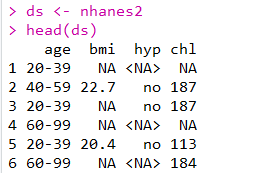 > ds <- nhanes2
> head(ds)
age bmi hyp chl
1 20-39 NA <NA> NA
2 40-59 22.7 no 187
3 20-39 NA no 187
4 60-99 NA <NA> NA
5 20-39 20.4 no 113
6 60-99 NA <NA> 184